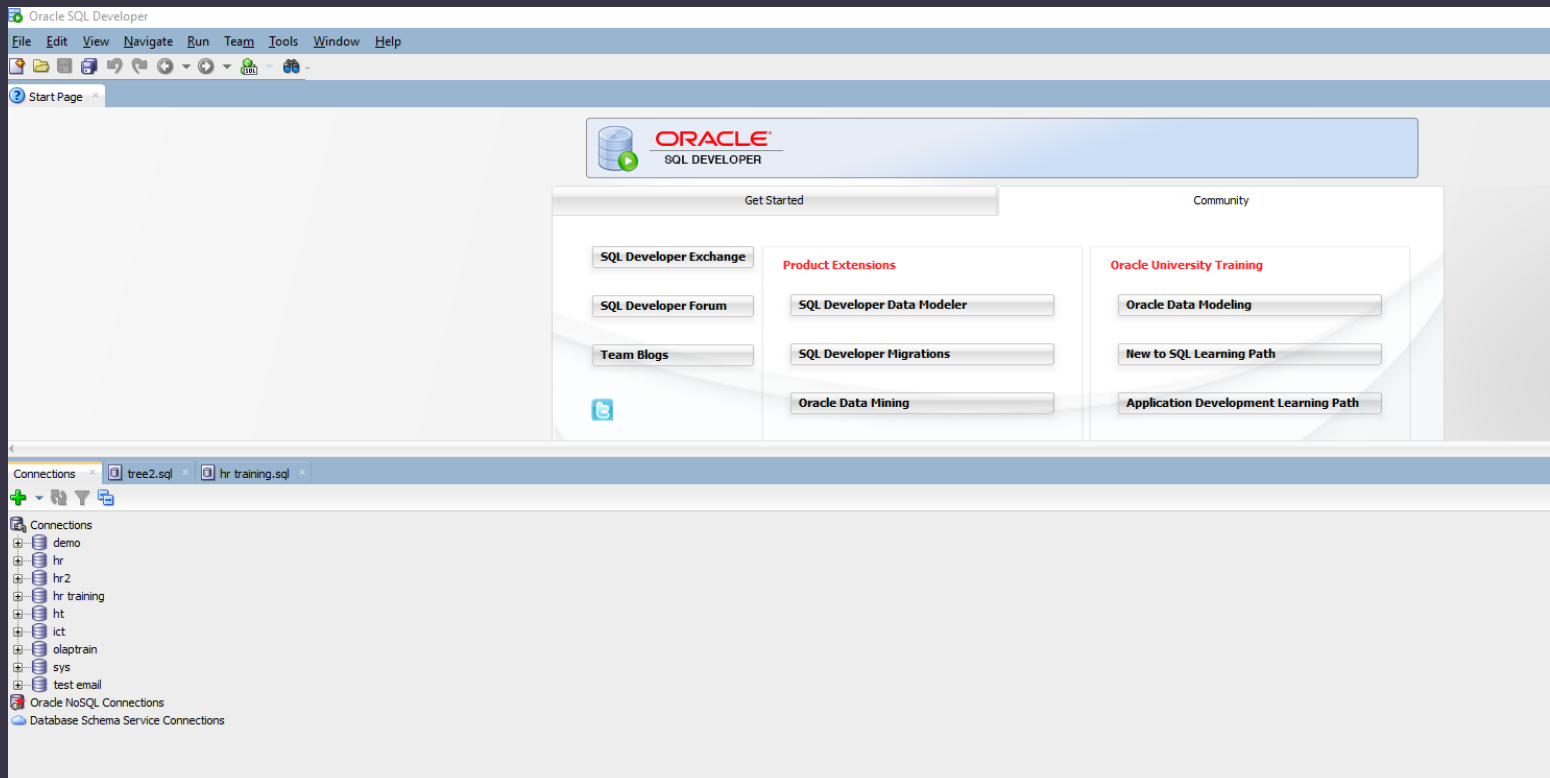 Oracle SQL Developer
File Edit View Navigate Run Team Tools Window Help
SQL
Start Page
ORACLE
SQL DEVELOPER
Get Started
Community
SQL Developer Exchange
SQL Developer Forum
Team Blogs
Product Extensions
SQL Developer Data Modeler
SQL Developer Migrations
Oracle Data Mining
Oracle University Training
Oracle Data Modeling
New to SQL Learning Path
Application Development Learning Path
Connections
tree2.sql
hr training.sql
Connections
demo
hr
hr2
hr training
ht
ict
olaptrain
sys
test email
Oracle NoSQL Connections
Database Schema Service Connections